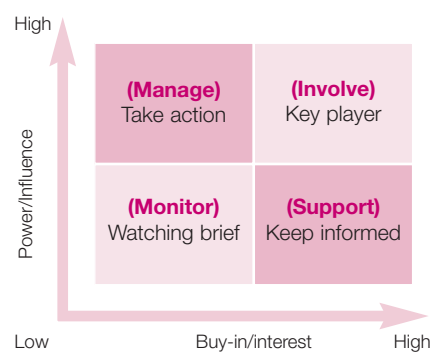 High
(Manage)
Take action
(Involve)
Key player
Power/Influence
(Monitor)
Watching brief
(Support)
Keep informed
Low
Buy-in/interest
High